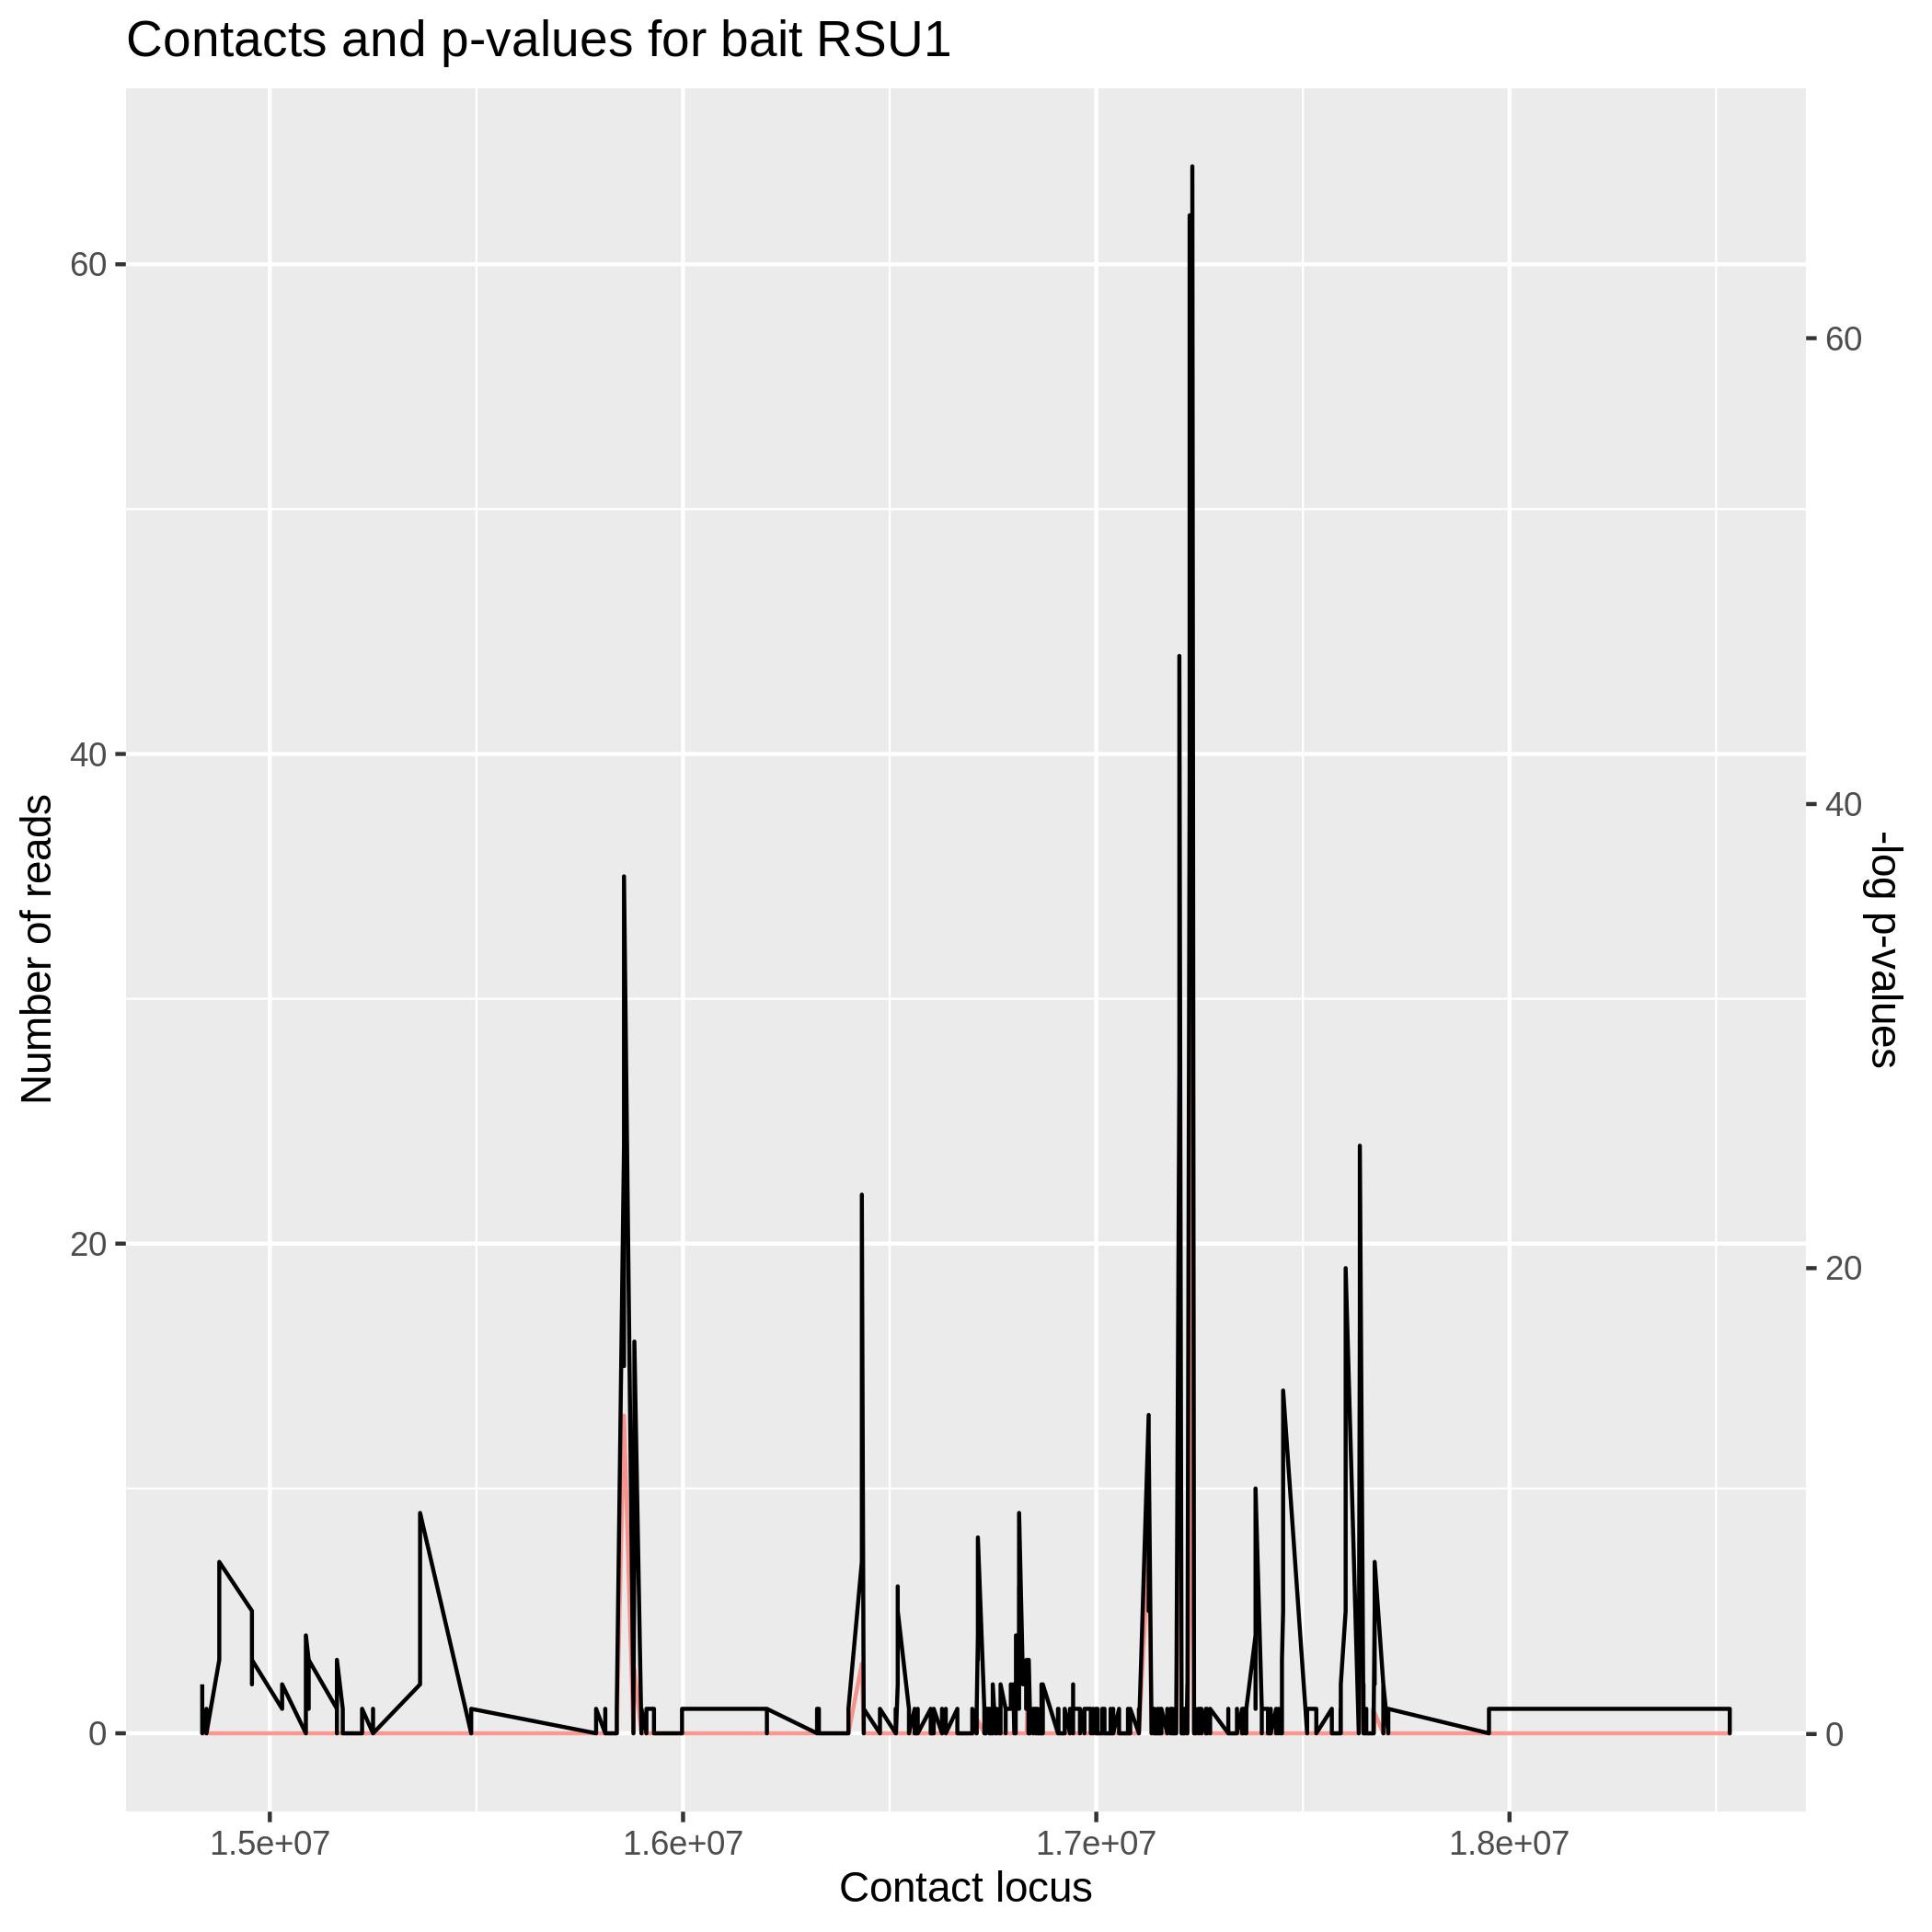 Contacts and p-values for bait RSU1
60
40
20
0
Number of reads
60
40
20
0
-log p-values
1.5e+07
1.6e+07
1.7e+07
1.8e+07
Contact locus